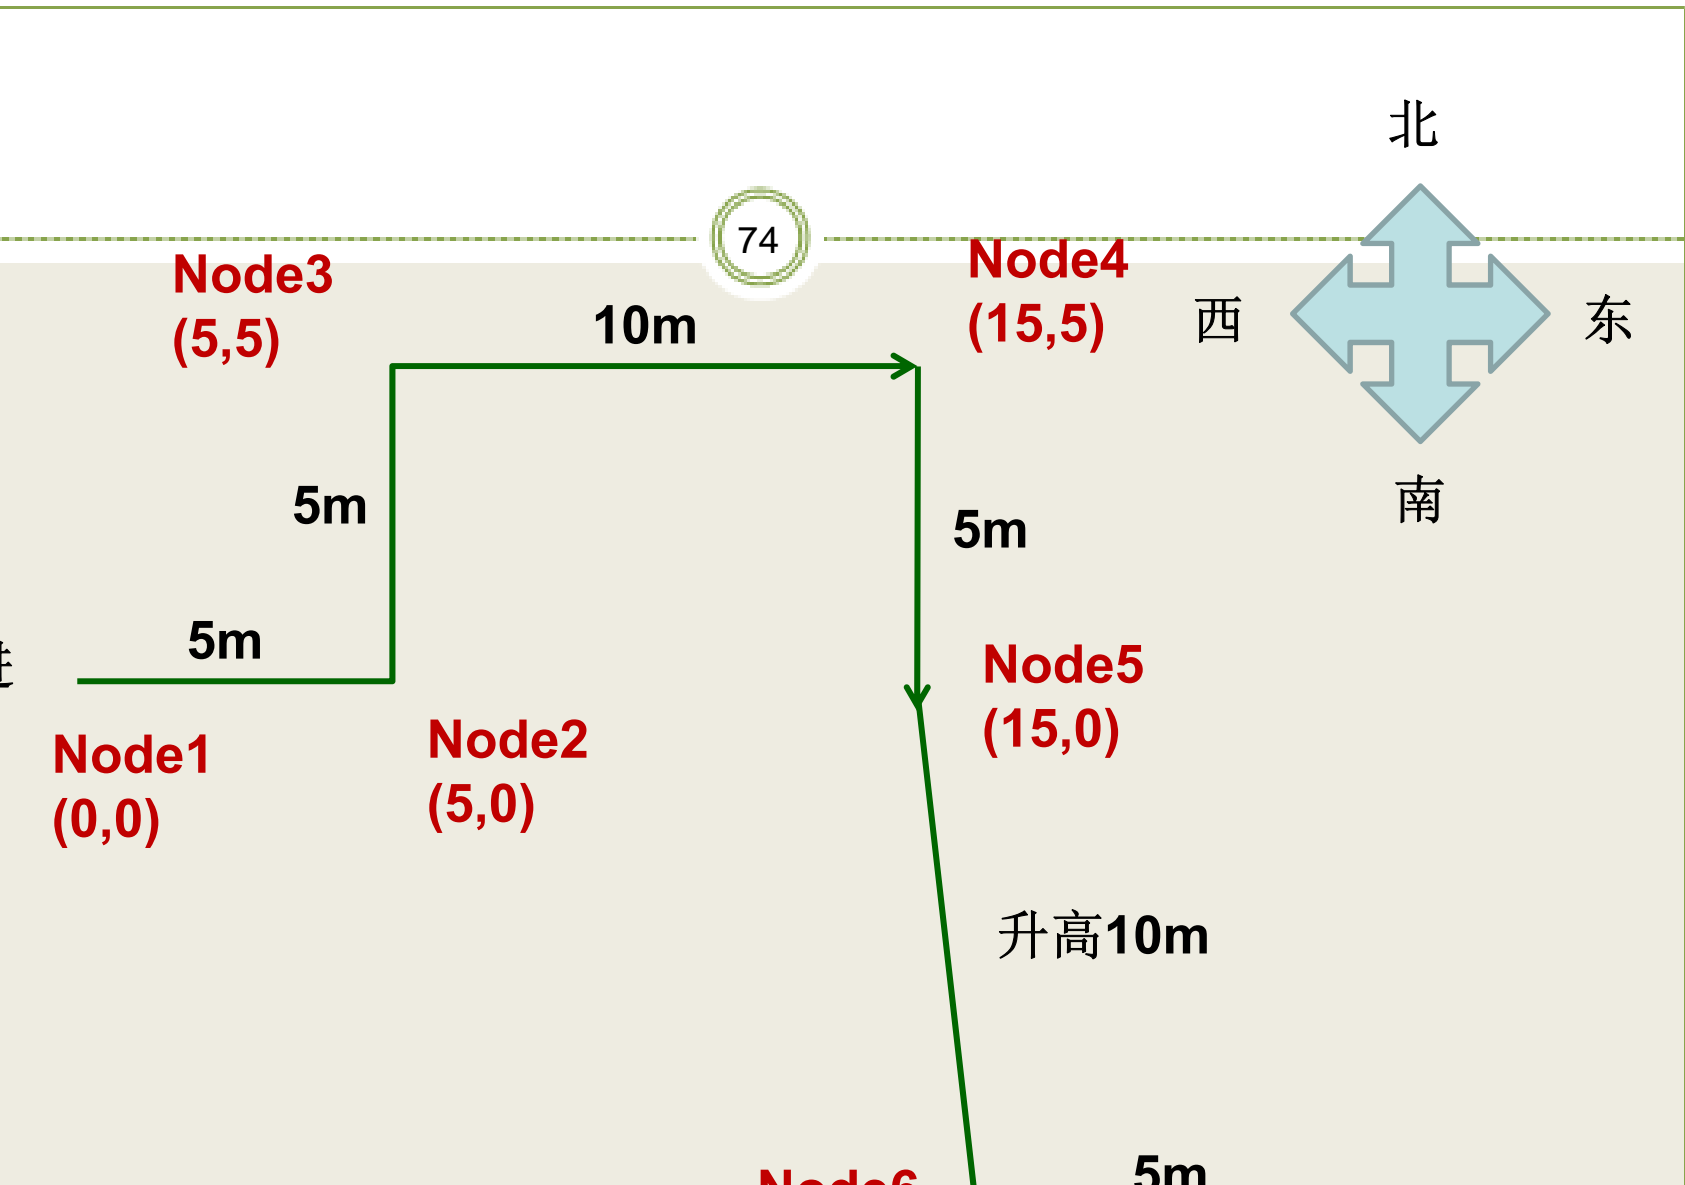 北
74
Node3
(5,5)
10m
Node4
(15,5)
西
东
南
5m
5m
5m
Node5
(15,0)
Node1
(0,0)
Node2
(5,0)
升高10m
5m
Node6